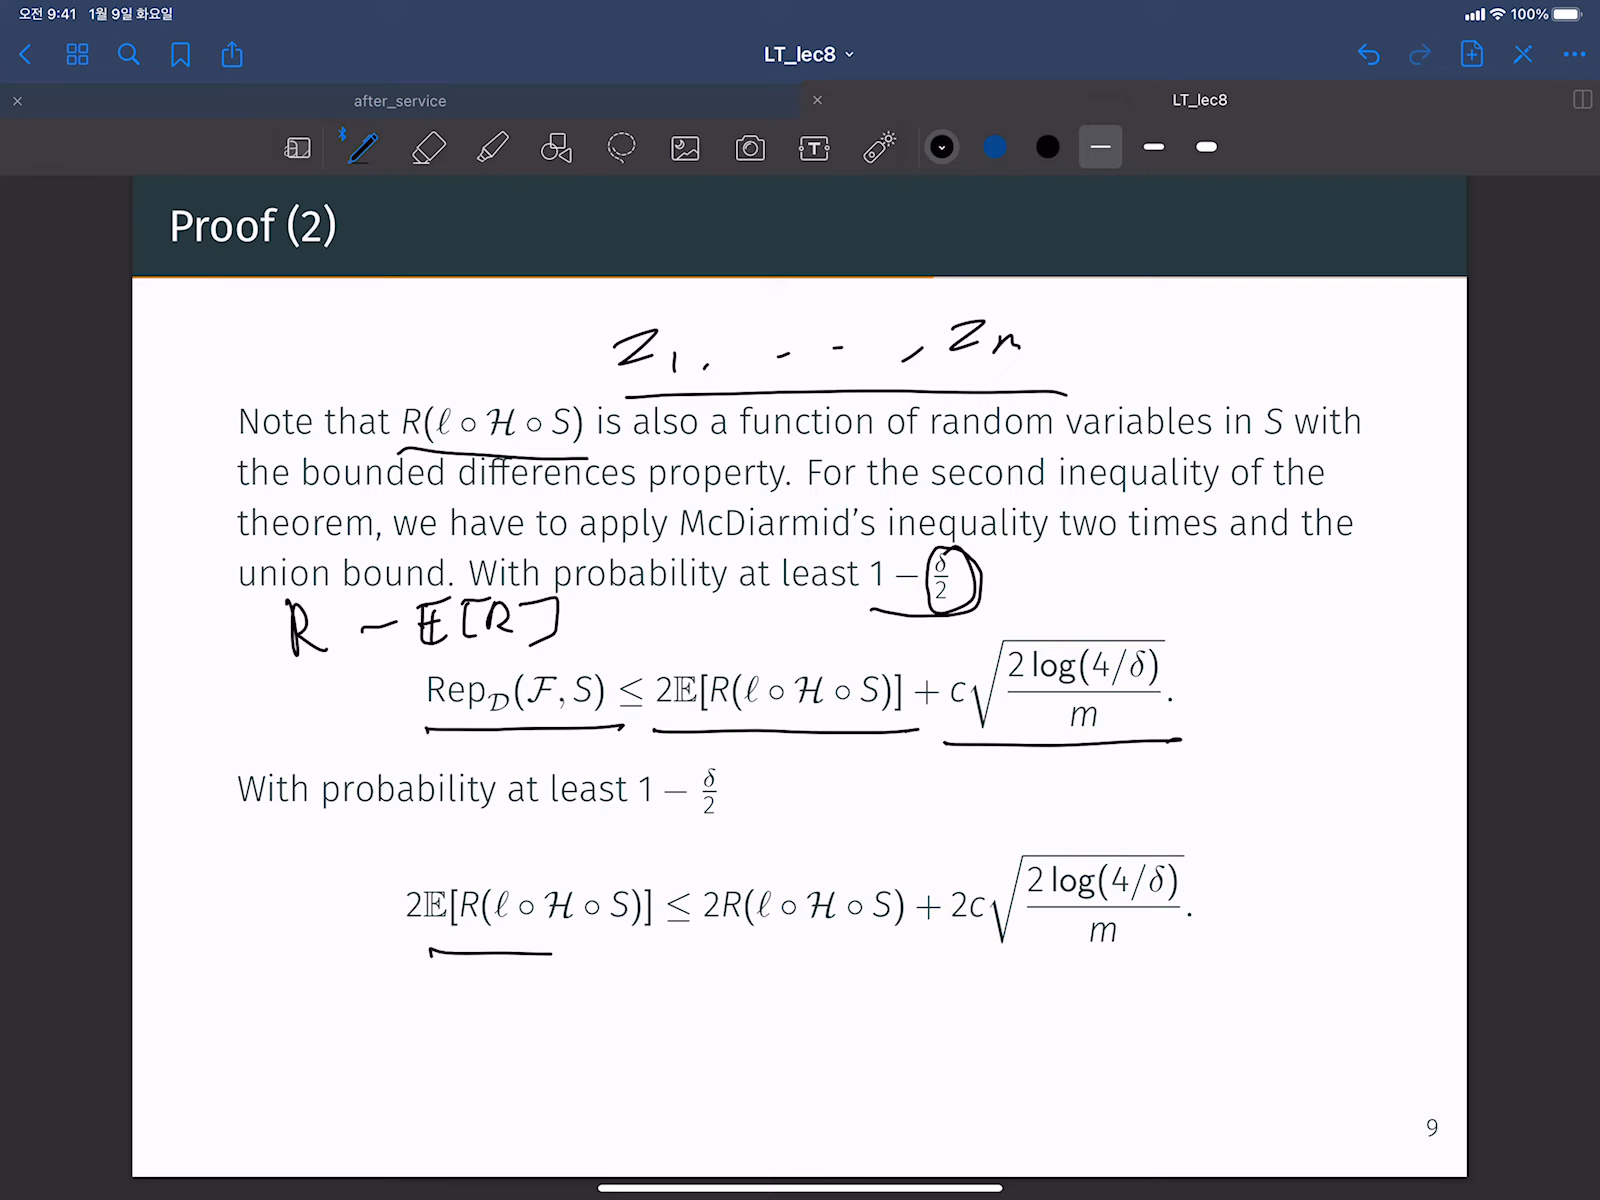 오전 9:41 1월 9일 화요일 100%
LT_lec8
after_service LT_lec8
T
Proof (2)
Z₁, - - , Zm
Note that R(ℓ ∘ ℋ ∘ S) is also a function of random variables in S with
the bounded differences property. For the second inequality of the
theorem, we have to apply McDiarmid’s inequality two times and the
union bound. With probability at least 1 − δ/2
R − E[R]
Rep_𝒟(ℱ, S) ≤ 2𝔼[R(ℓ ∘ ℋ ∘ S)] + c√(2 log(4/δ)/m).
With probability at least 1 − δ/2
2𝔼[R(ℓ ∘ ℋ ∘ S)] ≤ 2R(ℓ ∘ ℋ ∘ S) + 2c√(2 log(4/δ)/m).
9